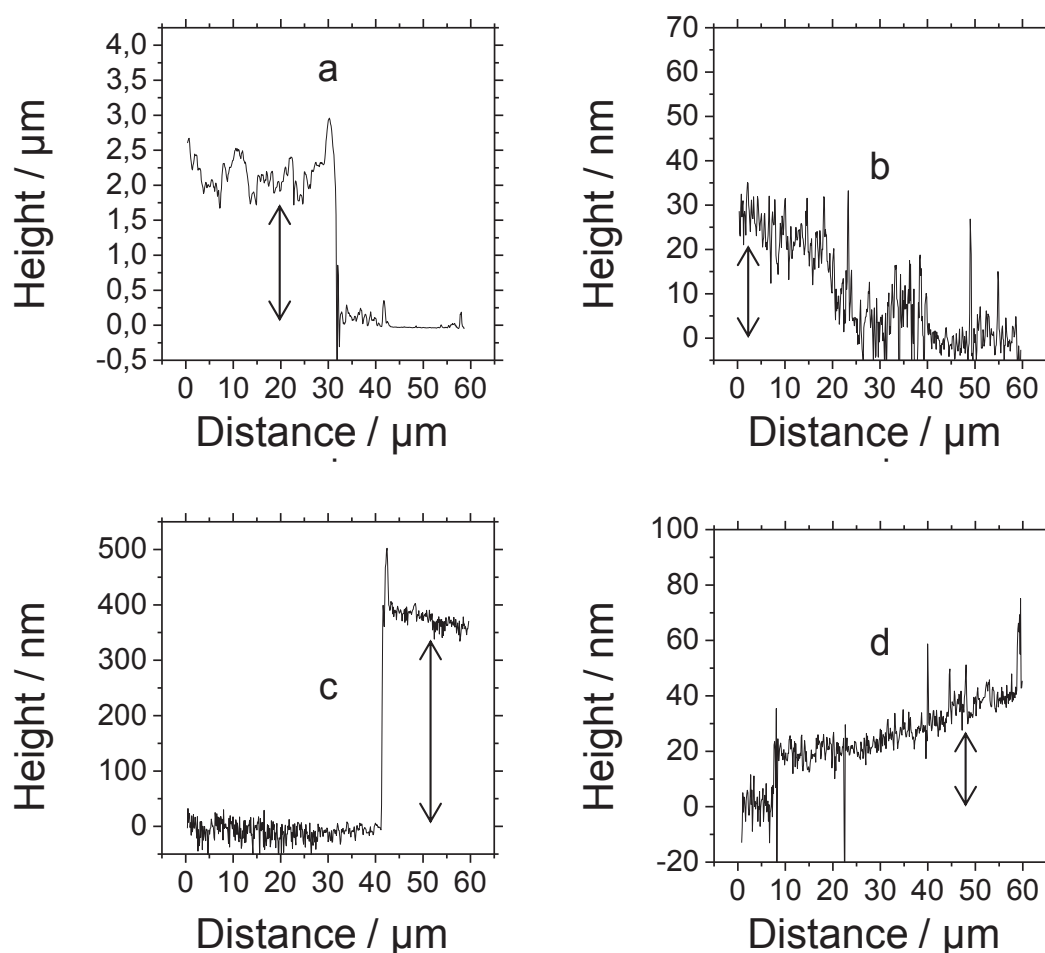 4,0
3,5
3,0
2,5
2,0
1,5
1,0
0,5
0,0
-0,5
Height / µm
a
0 10 20 30 40 50 60
Distance / µm
70
60
50
40
30
20
10
0
Height / nm
b
0 10 20 30 40 50 60
Distance / µm
500
400
300
200
100
0
Height / nm
c
0 10 20 30 40 50 60
Distance / µm
100
80
60
40
20
0
-20
Height / nm
d
0 10 20 30 40 50 60
Distance / µm